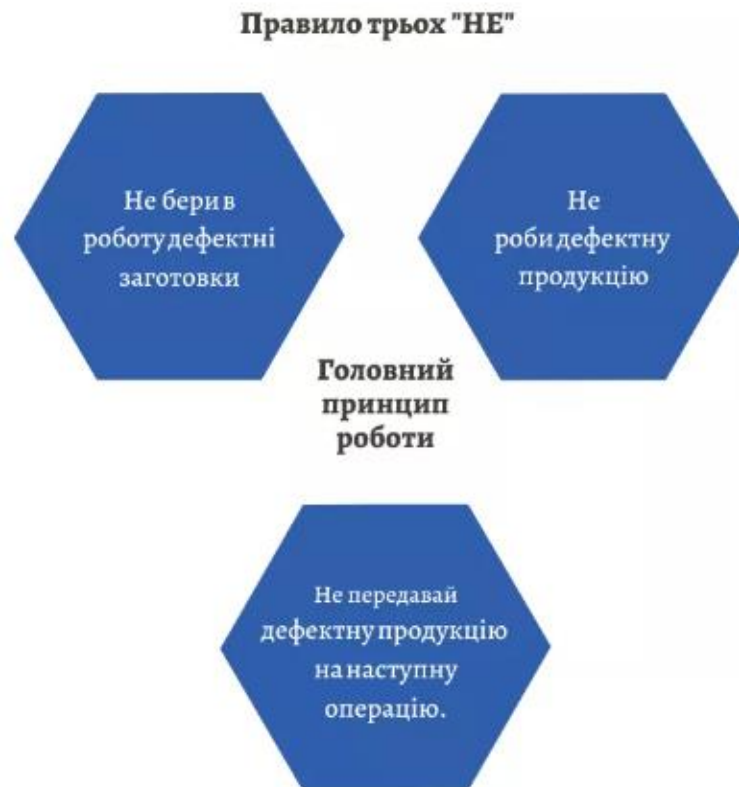 Правило трьох "НЕ"
Не бери в
роботу дефектні
заготовки
Не
роби дефектну
продукцію
Головний
принцип
роботи
Не передавай
дефектну продукцію
на наступну
операцію.